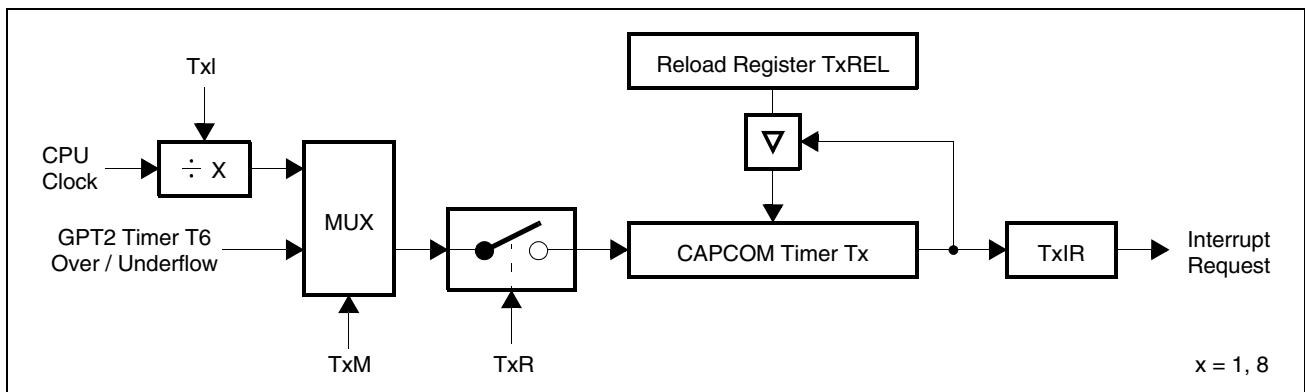 TxI
Reload Register TxREL
CPU
Clock
÷ X
MUX
GPT2 Timer T6
Over / Underflow
CAPCOM Timer Tx
TxIR
Interrupt
Request
TxM
TxR
x = 1, 8